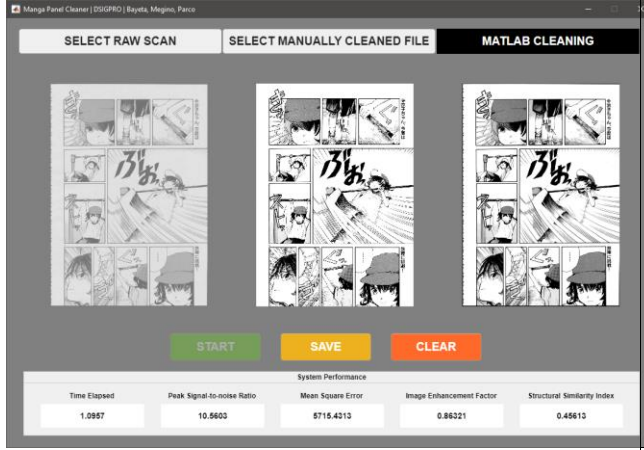 Manga Panel Cleaner | DSIGPRO | Bayeta, Megino, Parco
SELECT RAW SCAN
SELECT MANUALLY CLEANED FILE
MATLAB CLEANING
START
SAVE
CLEAR
System Performance
Time Elapsed
Peak Signal-to-noise Ratio
Mean Square Error
Image Enhancement Factor
Structural Similarity Index
1.0957
10.5603
5715.4313
0.86321
0.45613